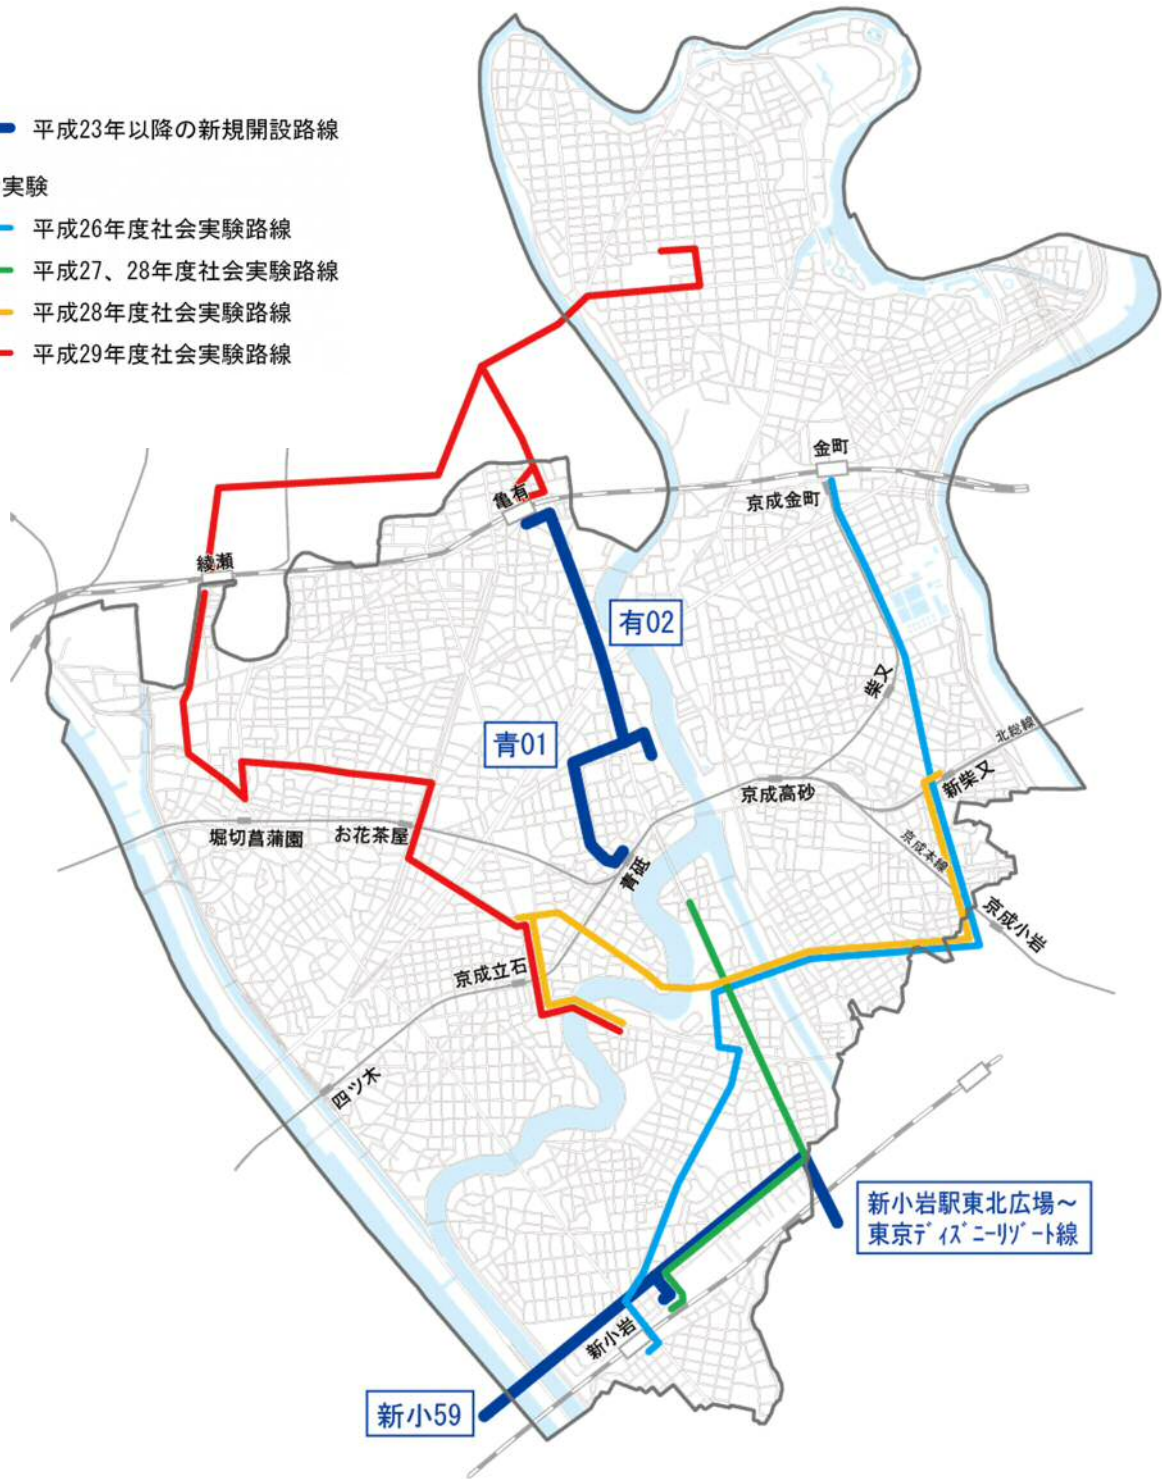 平成23年以降の新規開設路線
実験
平成26年度社会実験路線
平成27、28年度社会実験路線
平成28年度社会実験路線
平成29年度社会実験路線
金町
京成金町
亀有
綾瀬
有02
柴又
北総線
青01
新柴又
京成高砂
堀切菖蒲園
お花茶屋
京成本線
青砥
京成小岩
京成立石
四ツ木
新小岩駅東北広場～
東京ディズニーリゾート線
新小岩
新小59